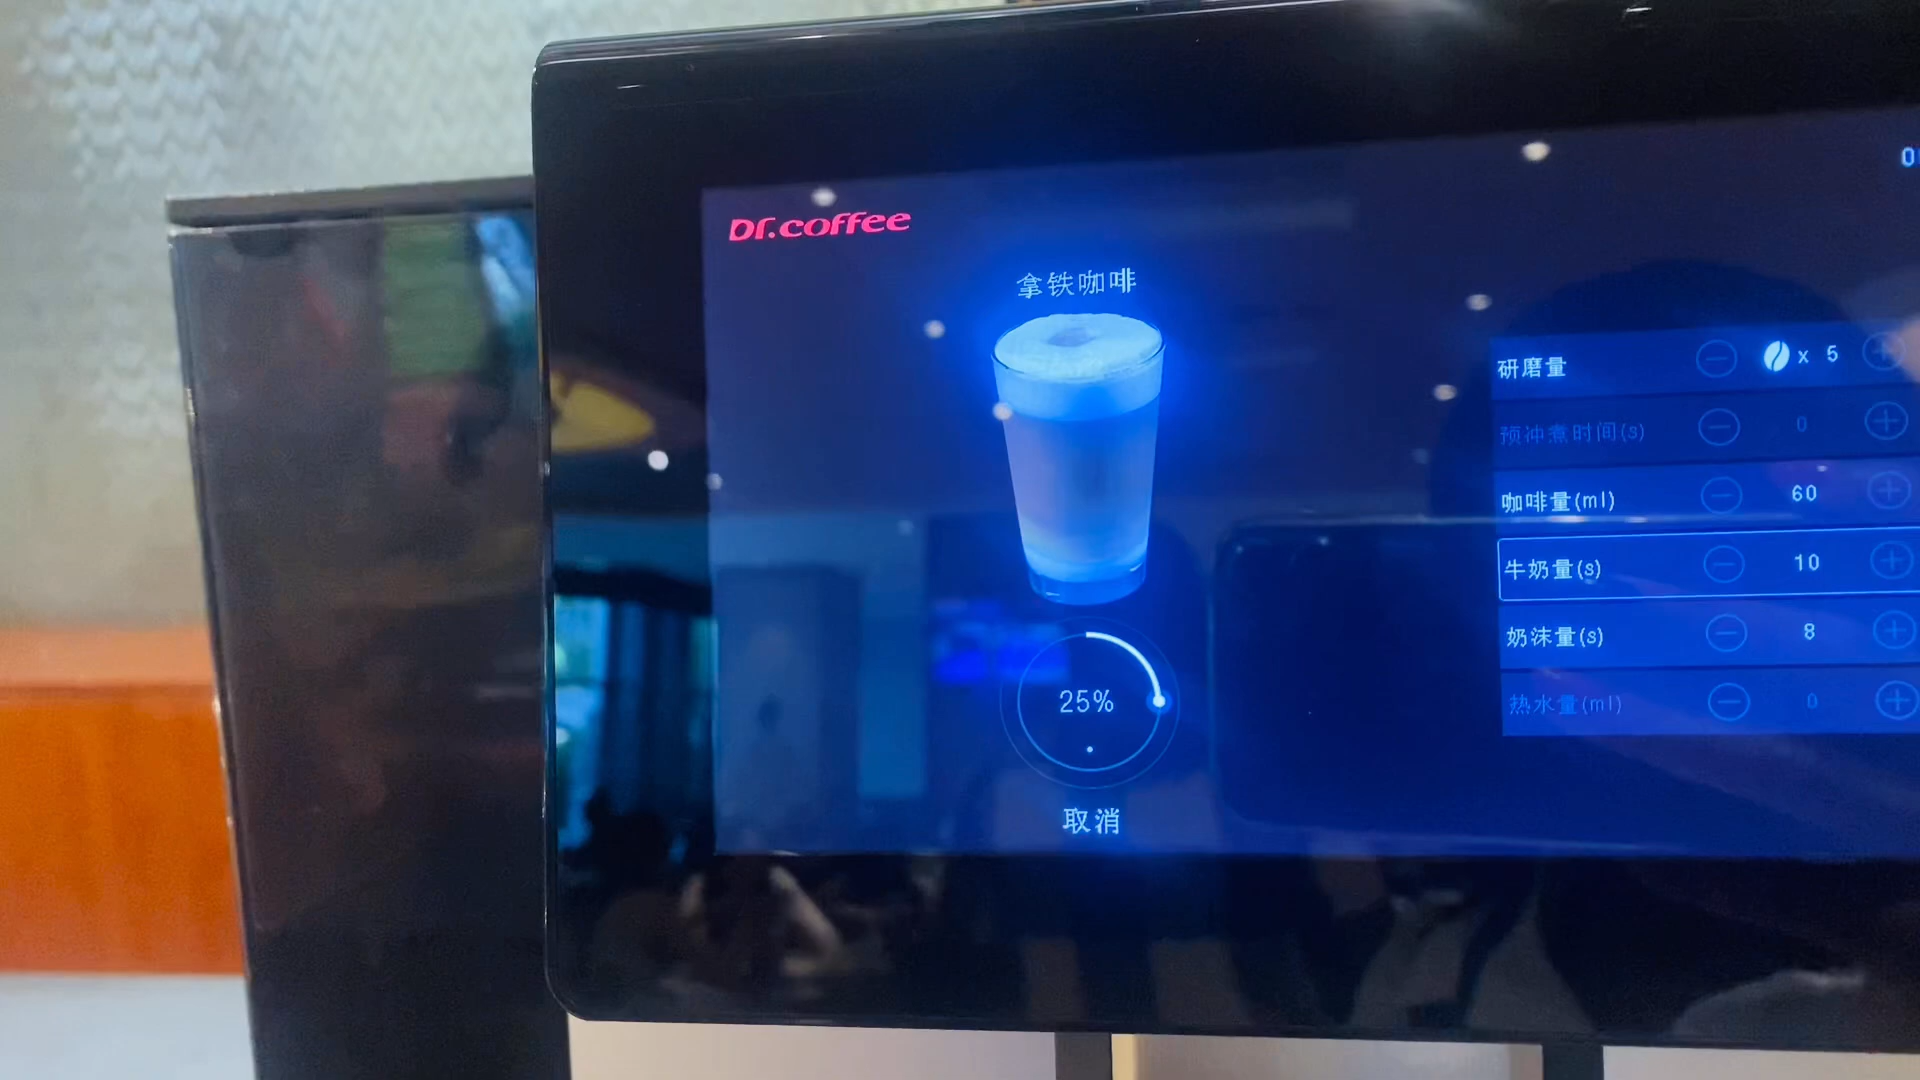 Dr.coffee
拿铁咖啡
25%
取消
研磨量 x 5
预冲煮时间(s) 0
咖啡量(ml) 60
牛奶量(s) 10
奶沫量(s) 8
热水量(ml) 0